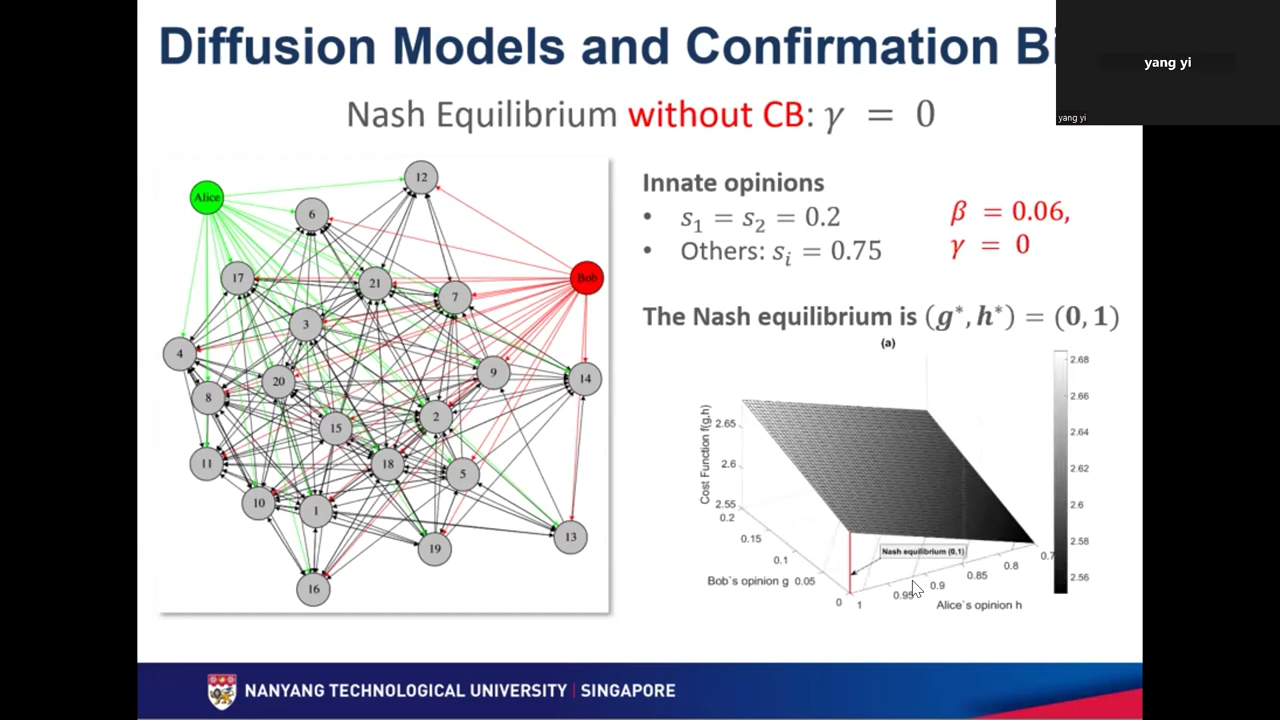 Diffusion Models and Confirmation Bi
yang yi
yang yi
Nash Equilibrium without CB: γ = 0
Alice
Bob
12
6
17
21
7
3
4
20
9
14
8
2
15
11
18
5
10
1
19
13
16
Innate opinions
• s₁ = s₂ = 0.2
• Others: sᵢ = 0.75
β = 0.06,
γ = 0
The Nash equilibrium is (g*, h*) = (0, 1)
(a)
Cost Function f(g,h)
2.65
2.6
2.55
0.2
0.15
0.1
0.05
0
Bob`s opinion g
Nash equilibrium (0,1)
1
0.95
0.9
0.85
0.8
0.7
Alice`s opinion h
2.68
2.66
2.64
2.62
2.6
2.58
2.56
NANYANG TECHNOLOGICAL UNIVERSITY | SINGAPORE